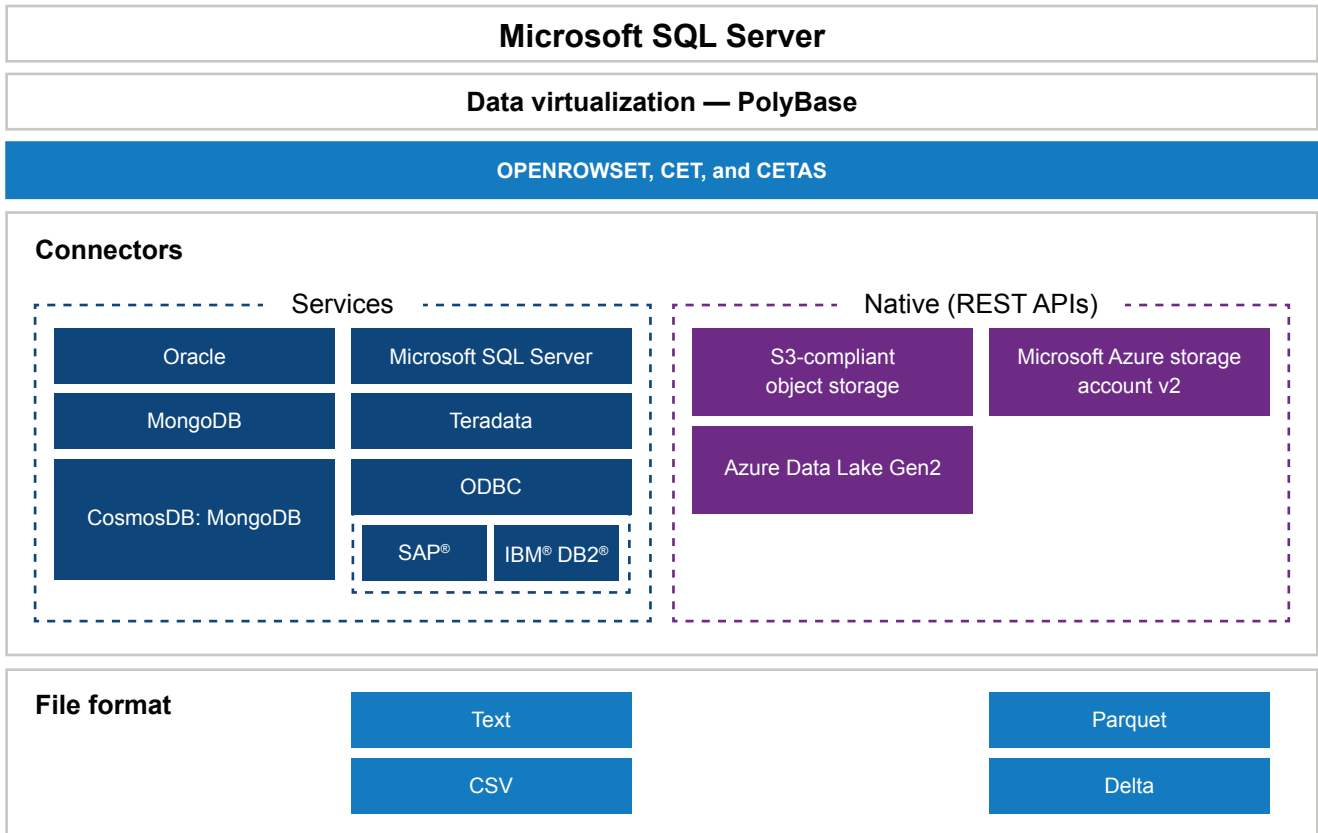 Microsoft SQL Server
Data virtualization — PolyBase
OPENROWSET, CET, and CETAS
Connectors
Services
Oracle
Microsoft SQL Server
MongoDB
Teradata
CosmosDB: MongoDB
ODBC
SAP®
IBM® DB2®
Native (REST APIs)
S3-compliant
object storage
Microsoft Azure storage
account v2
Azure Data Lake Gen2
File format
Text
Parquet
CSV
Delta